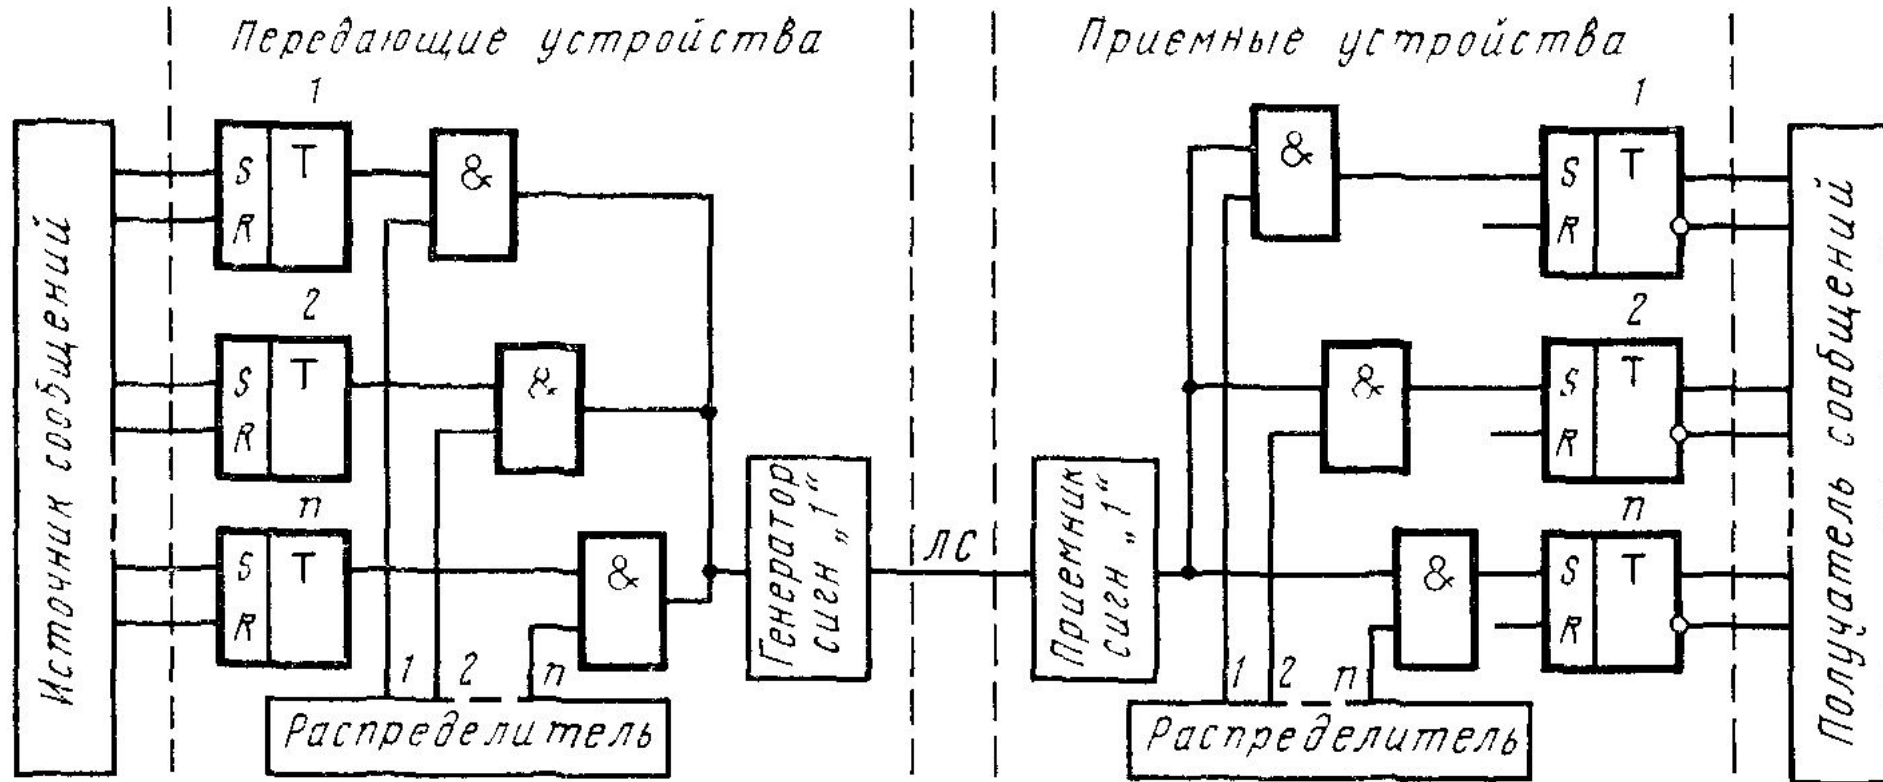 Передающие устройства
Приемные устройства
Источник сообщений
1
S T
R
&
2
S T
R
&
п
S T
R
&
1 2 п
Распределитель
Генератор
сигн „1“
ЛС
Приемник
сигн „1“
&
1
S T
R
&
2
S T
R
&
п
S T
R
1 2 п
Распределитель
Получатель сообщений